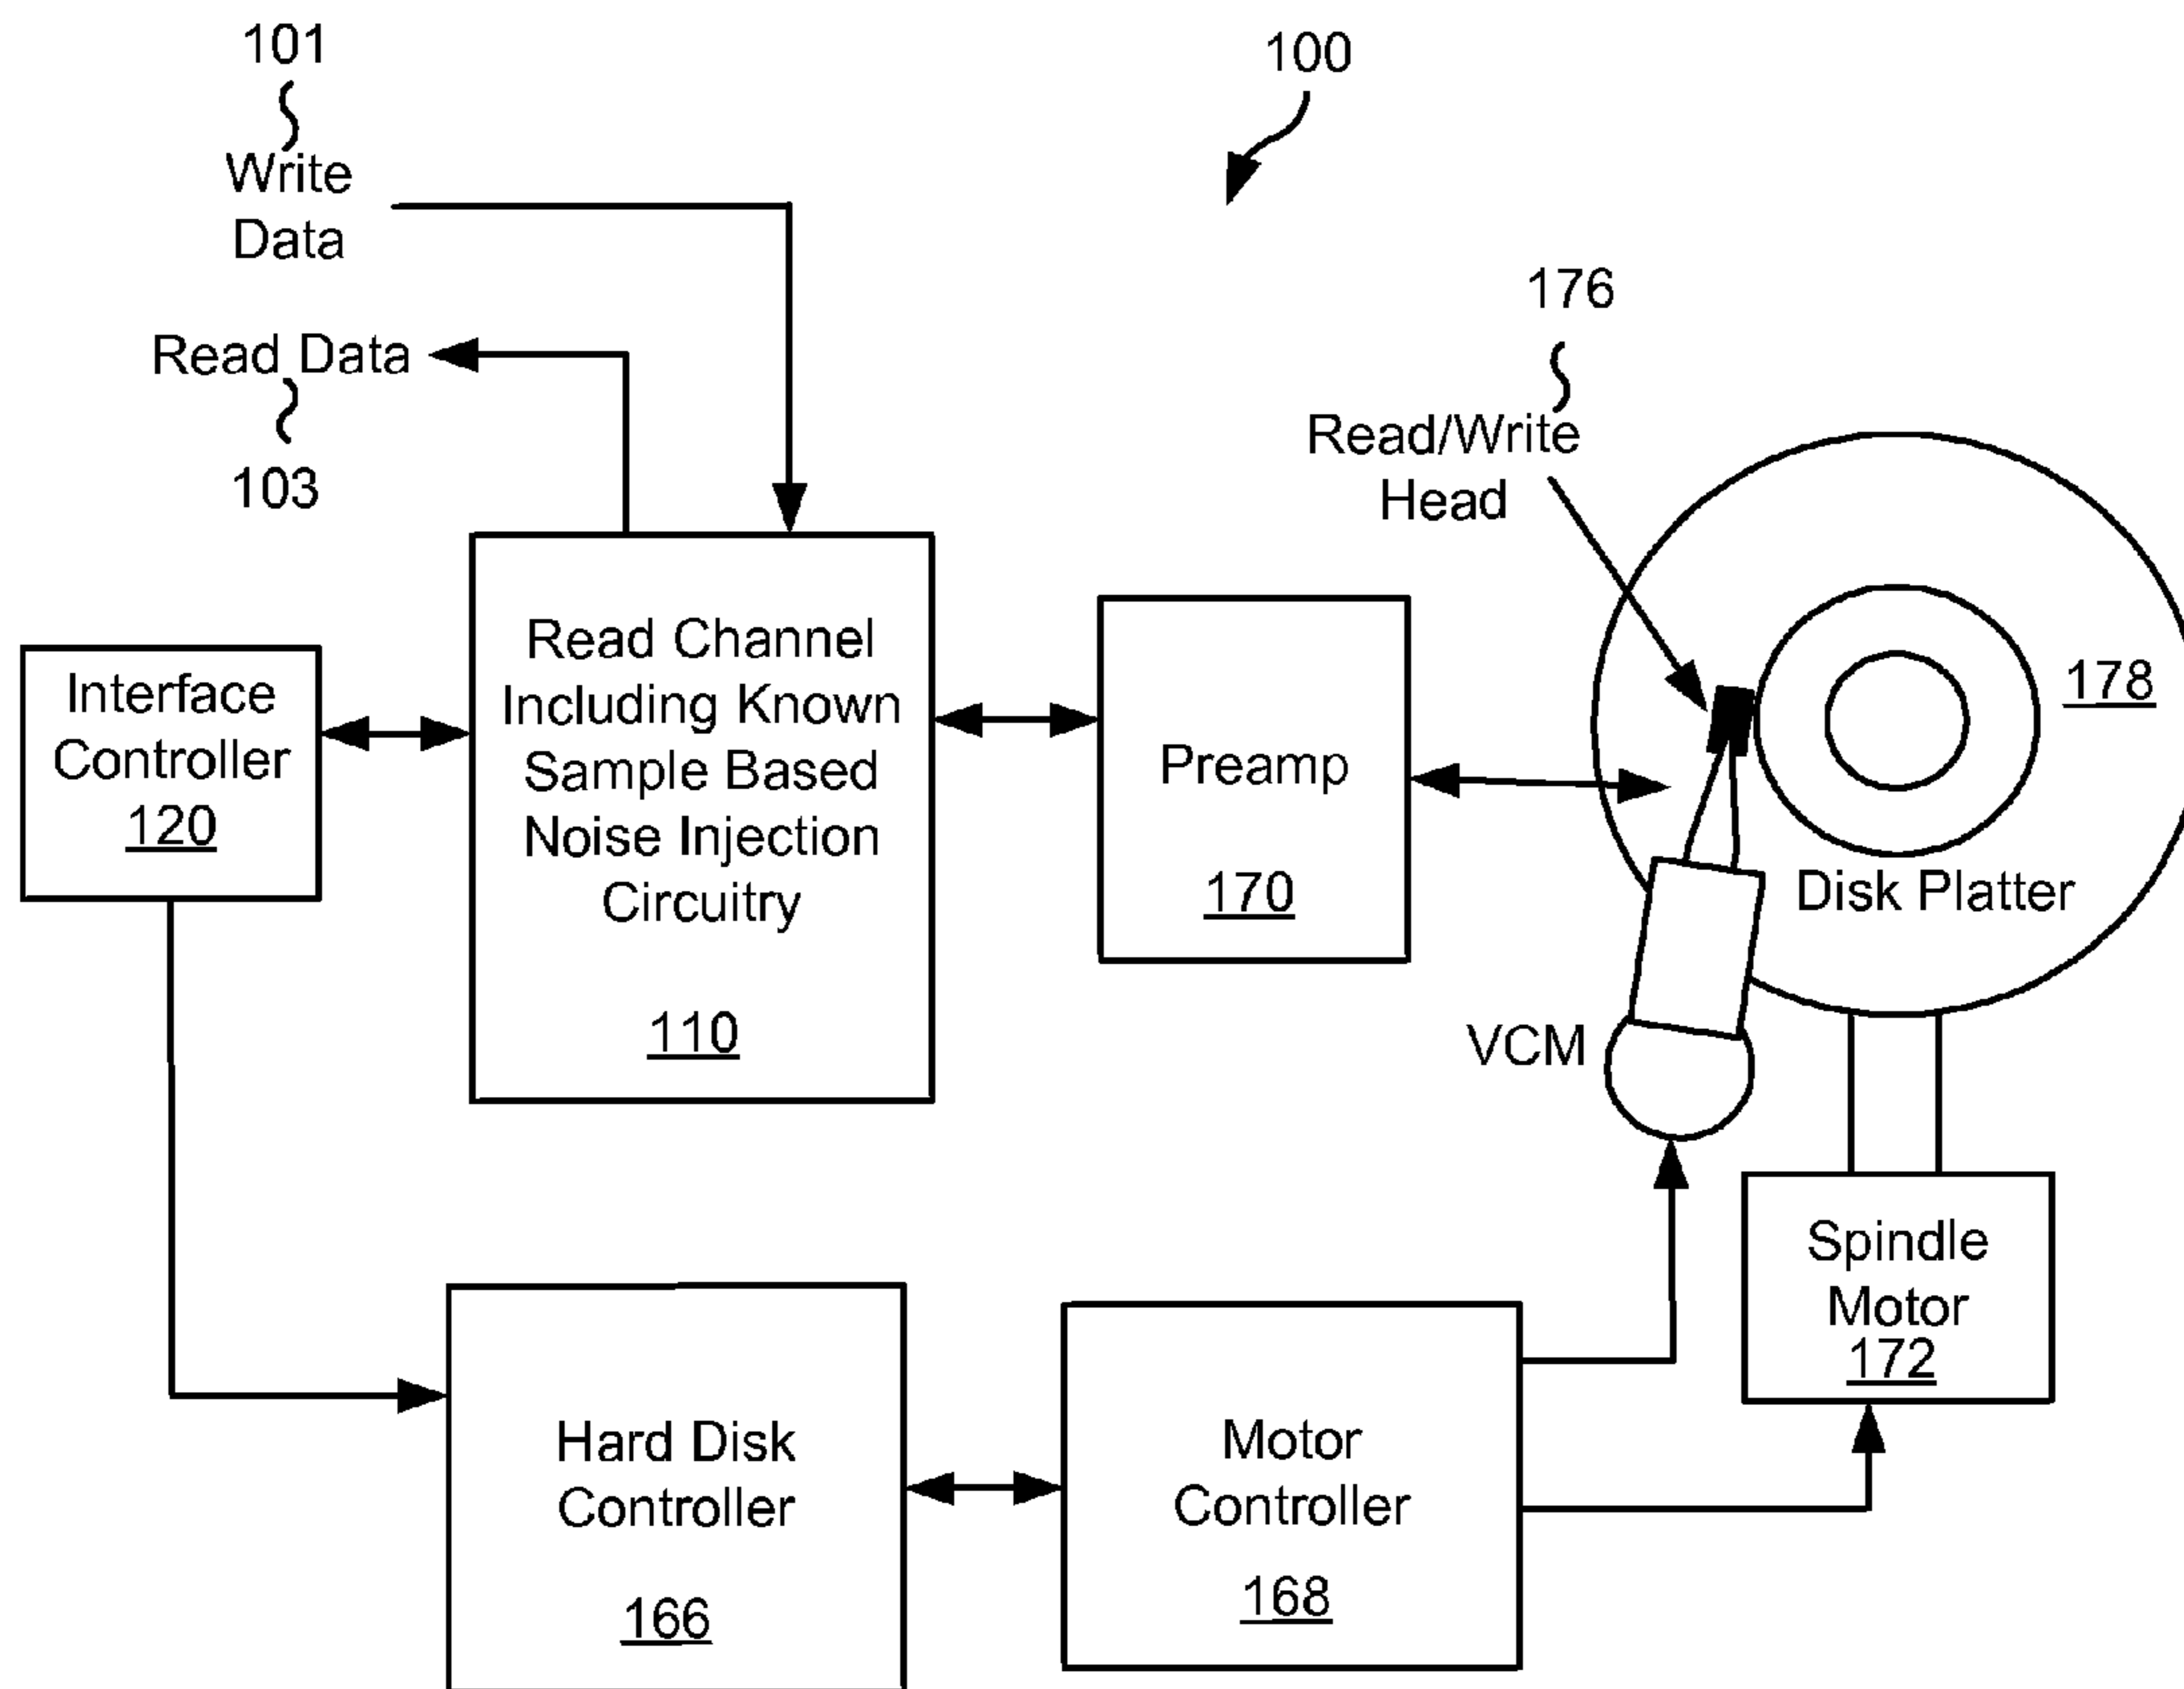 101
Write
Data
100
Read Data
103
176
Read/Write
Head
Interface
Controller
120
Read Channel
Including Known
Sample Based
Noise Injection
Circuitry
110
Preamp
170
178
Disk Platter
VCM
Spindle
Motor
172
Hard Disk
Controller
166
Motor
Controller
168